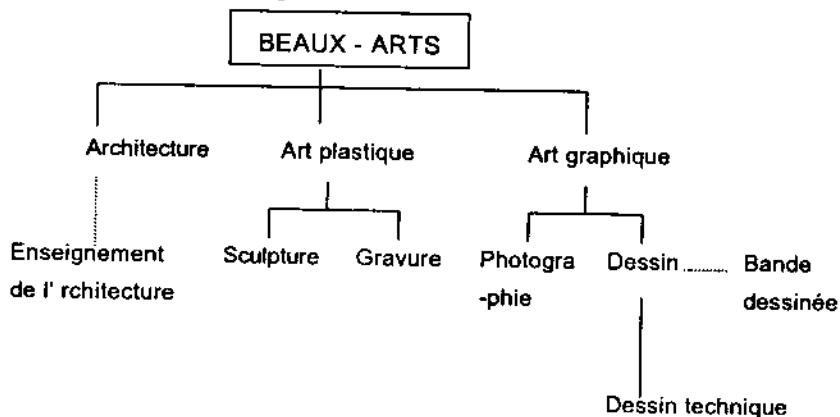 BEAUX - ARTS
Architecture
Art plastique
Art graphique
Enseignement
de l' rchitecture
Sculpture
Gravure
Photogra
-phie
Dessin
Bande
dessinée
Dessin technique